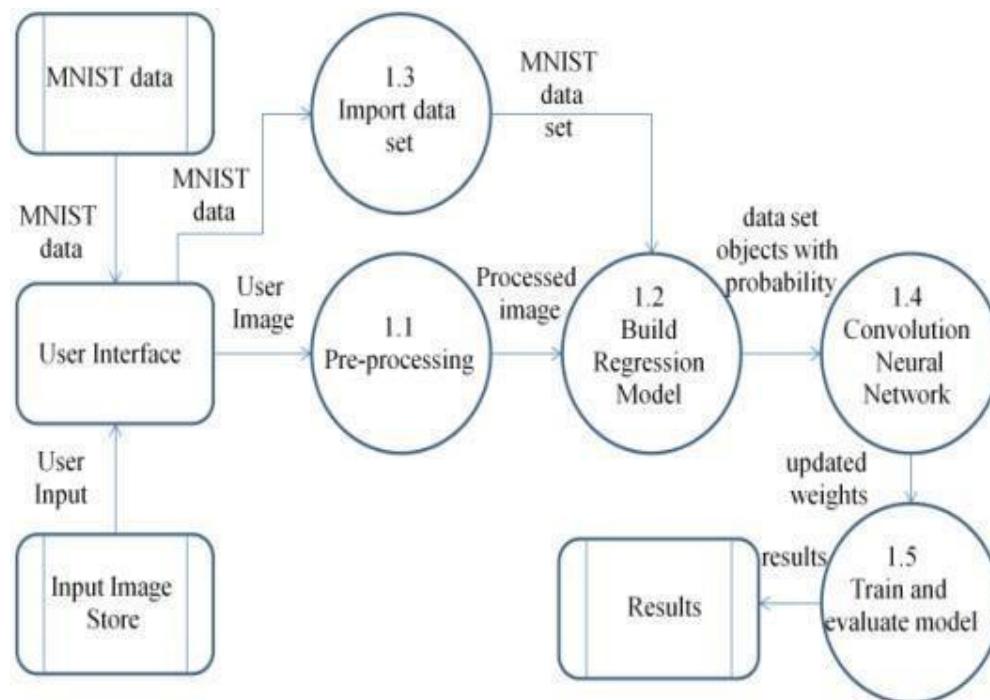 MNIST data
1.3
Import data
set
MNIST
data
set
MNIST
data
MNIST
data
User Interface
User
Image
1.1
Pre-processing
Processed
image
1.2
Build
Regression
Model
data set
objects with
probability
1.4
Convolution
Neural
Network
User
Input
Input Image
Store
updated
weights
1.5
Train and
evaluate model
results
Results